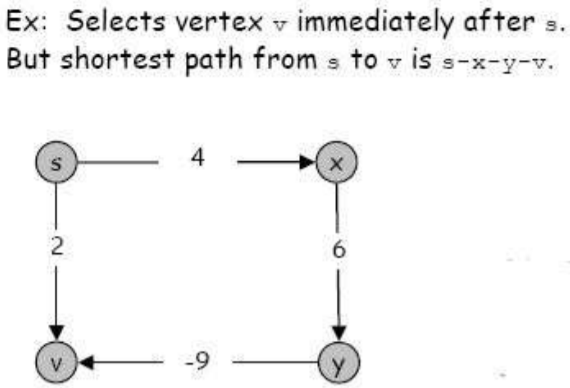 Ex: Selects vertex v immediately after s.
But shortest path from s to v is s-x-y-v.
s
4
x
2
6
v
-9
y